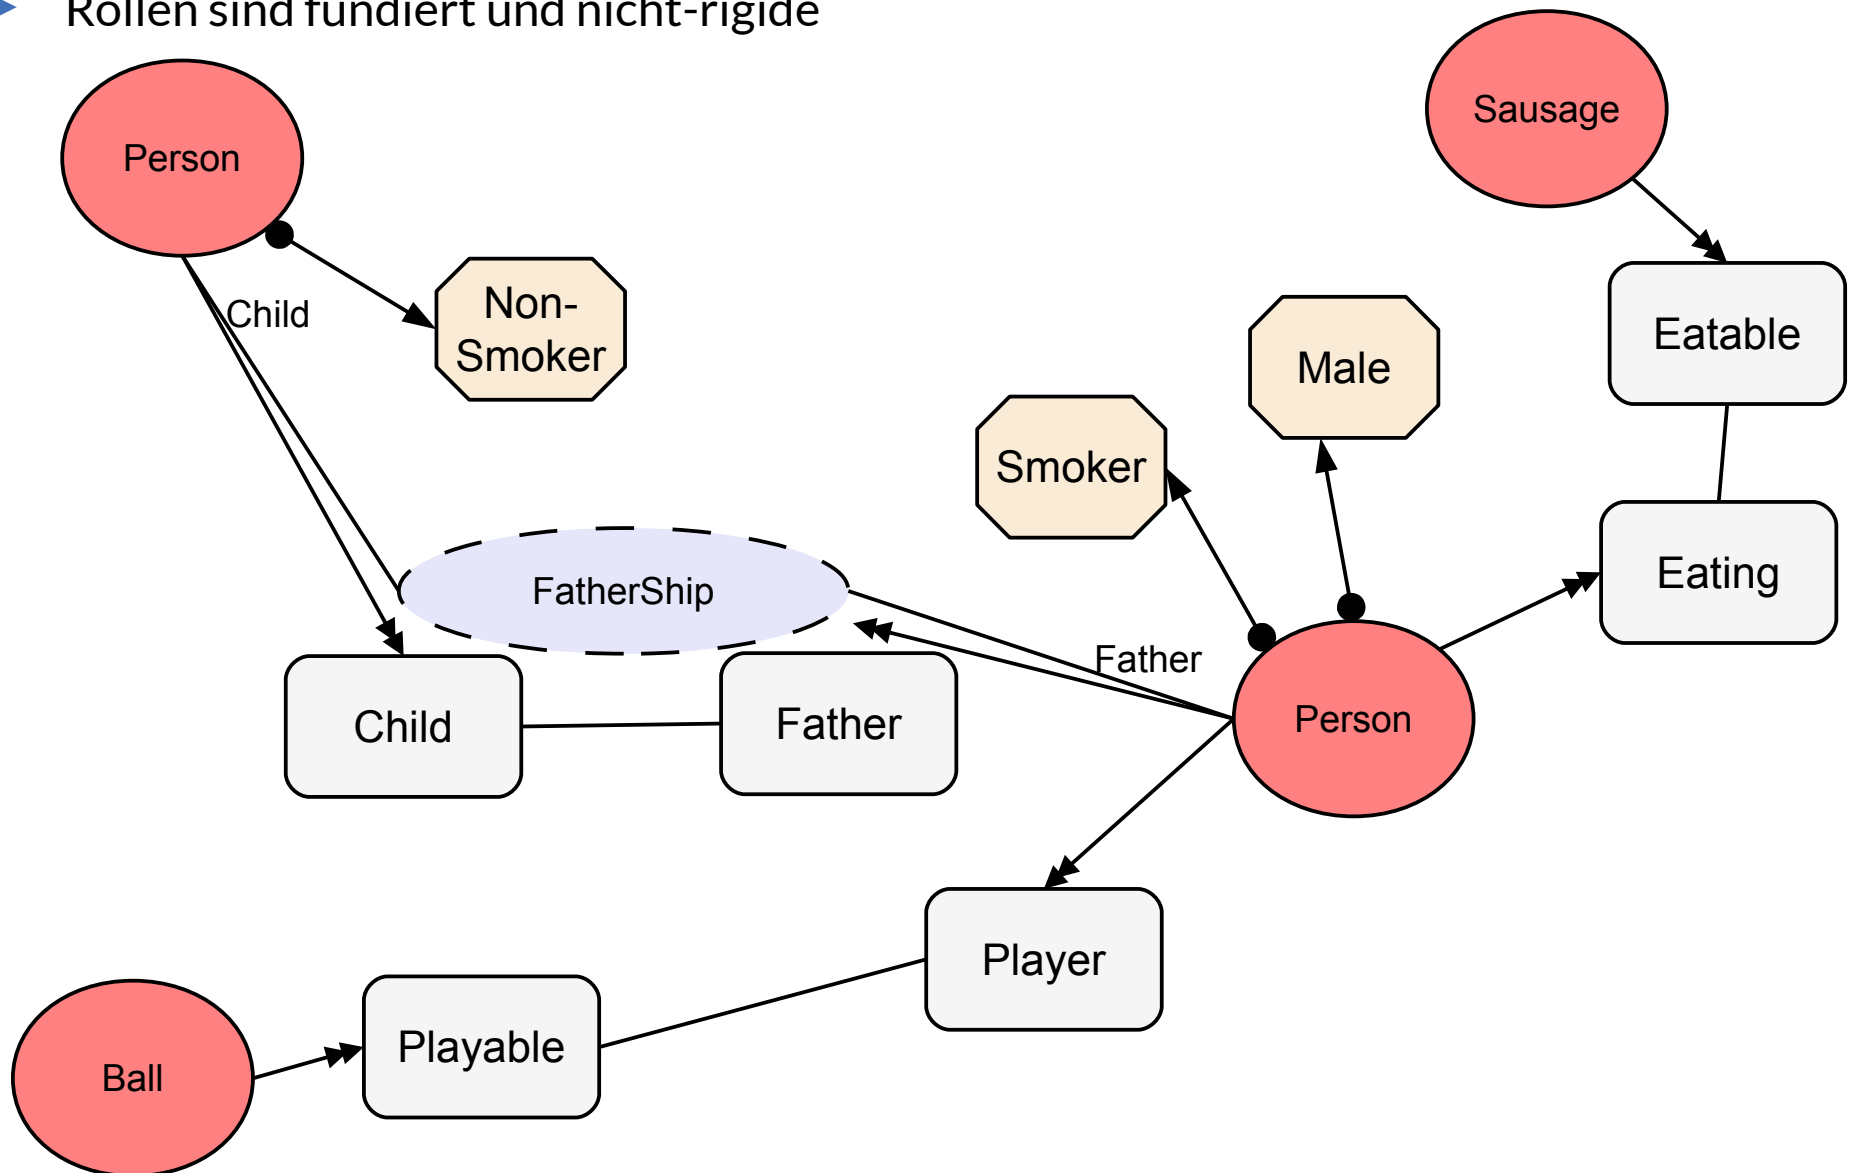 Rollen sind fundiert und nicht-rigide
Sausage
Person
Non-
Smoker
Child
Eatable
Male
Smoker
Eating
FatherShip
Father
Person
Child
Father
Player
Playable
Ball